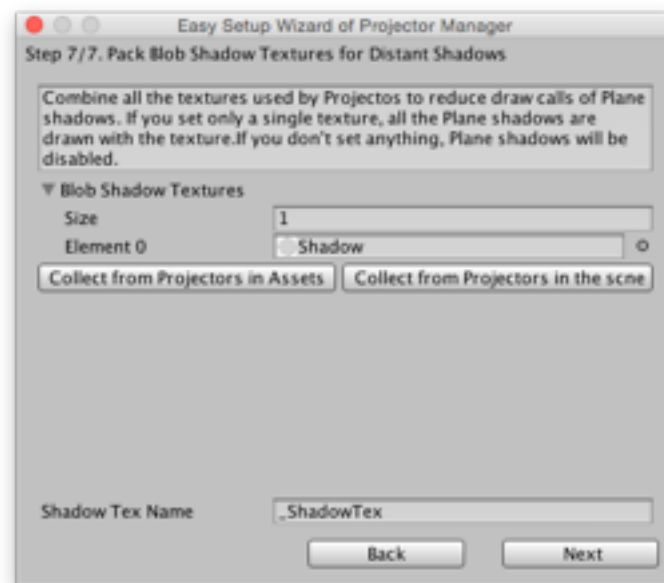 Easy Setup Wizard of Projector Manager
Step 7/7. Pack Blob Shadow Textures for Distant Shadows
Combine all the textures used by Projectos to reduce draw calls of Plane
shadows. If you set only a single texture, all the Plane shadows are
drawn with the texture.If you don't set anything, Plane shadows will be
disabled.
Blob Shadow Textures
Size 1
Element 0 Shadow
Collect from Projectors in Assets Collect from Projectors in the scne
Shadow Tex Name _ShadowTex
Back Next